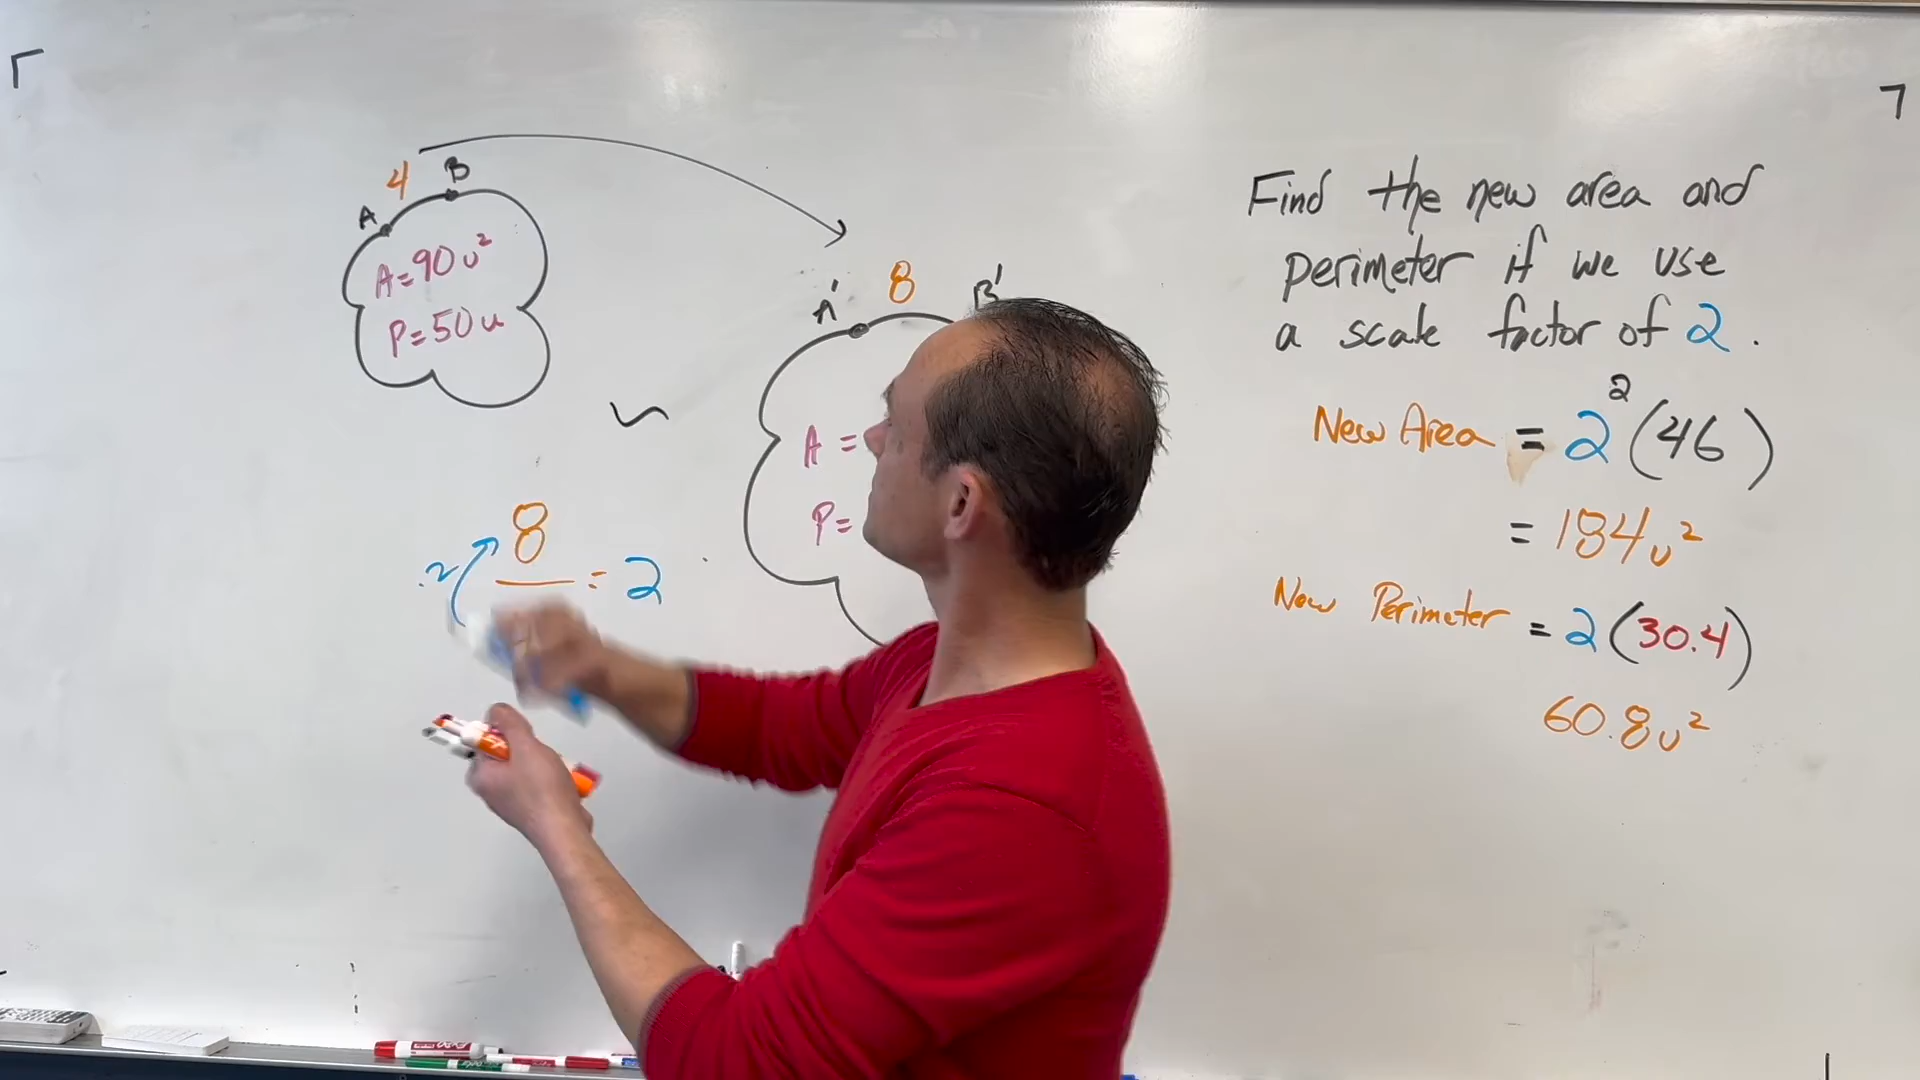 4
B
A
A=90u²
P=50u
A' 8 B'
A =
P=
~
·2 8 = 2
Find the new area and
perimeter if we use
a scale factor of 2.
New Area = 2²(46)
= 184u²
New Perimeter = 2(30.4)
60.8u²